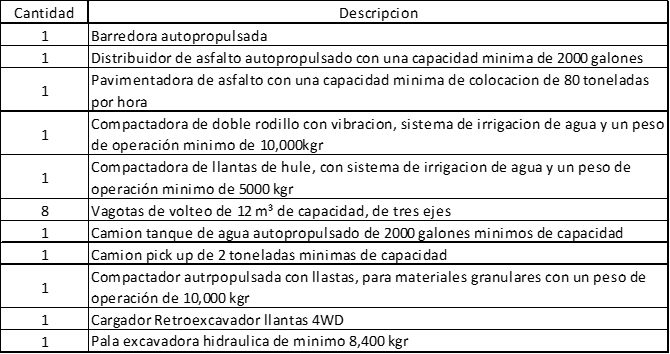 Cantidad Descripcion
1 Barredora autopropulsada
1 Distribuidor de asfalto autopropulsado con una capacidad minima de 2000 galones
1 Pavimentadora de asfalto con una capacidad minima de colocacion de 80 toneladas
por hora
1 Compactadora de doble rodillo con vibracion, sistema de irrigacion de agua y un peso
de operación minimo de 10,000kgr
1 Compactadora de llantas de hule, con sistema de irrigacion de agua y un peso de
operación minimo de 5000 kgr
8 Vagotas de volteo de 12 m³ de capacidad, de tres ejes
1 Camion tanque de agua autopropulsado de 2000 galones minimos de capacidad
1 Camion pick up de 2 toneladas minimas de capacidad
1 Compactador autrpopulsada con llastas, para materiales granulares con un peso de
operación de 10,000 kgr
1 Cargador Retroexcavador llantas 4WD
1 Pala excavadora hidraulica de minimo 8,400 kgr